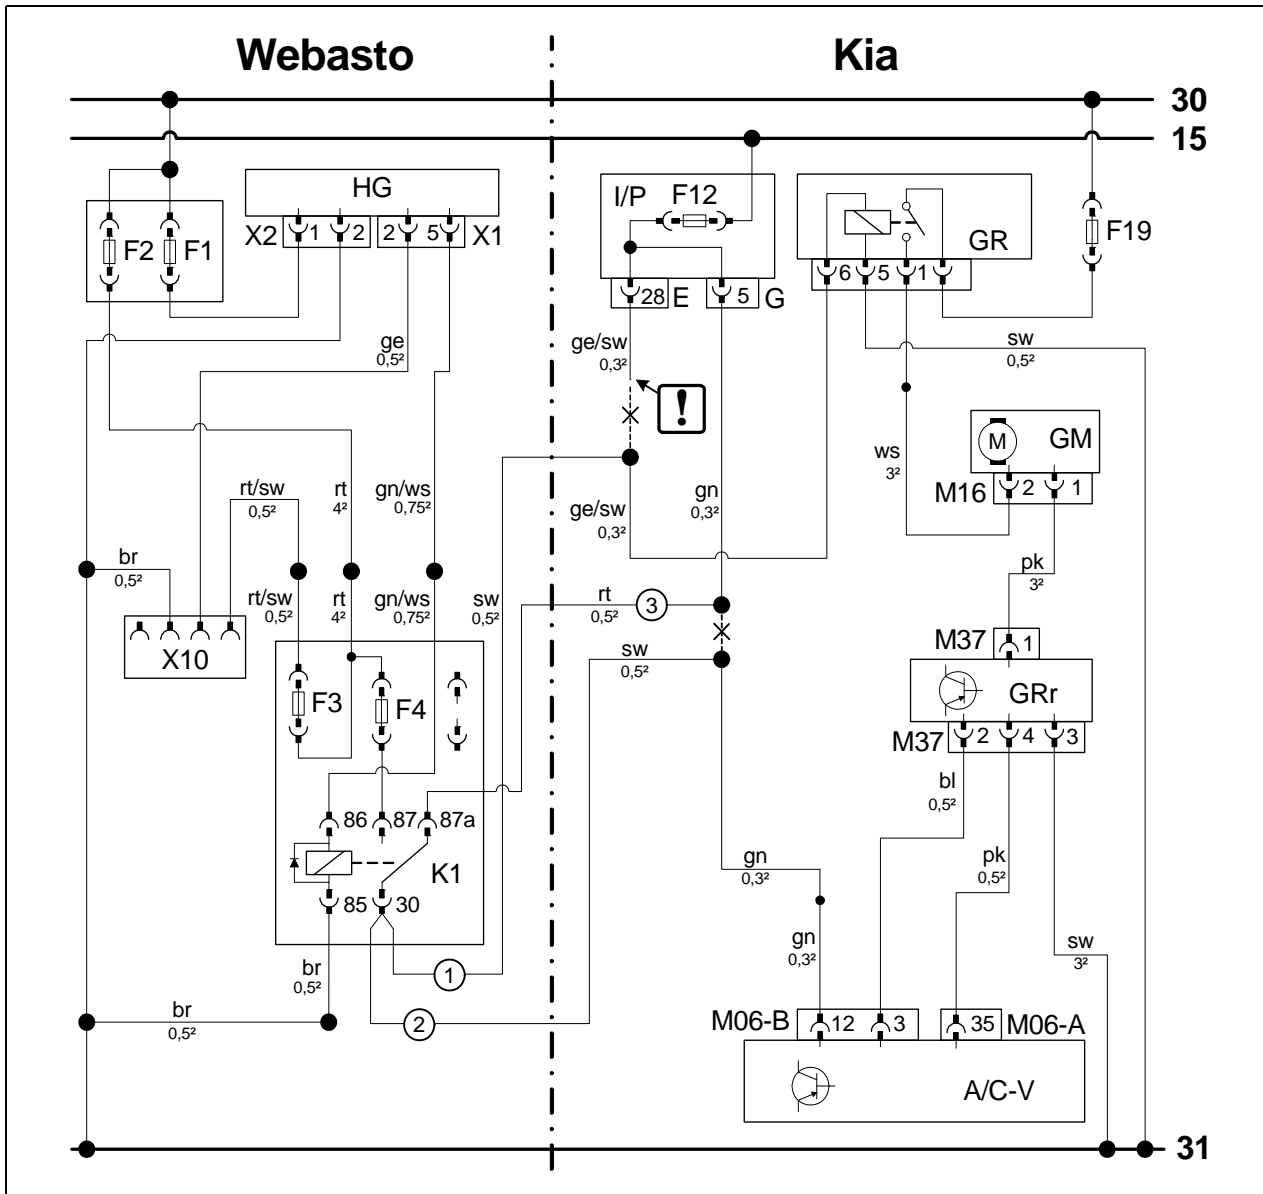 Webasto
Kia
30
15
HG
X2 1 2 2 5 X1
F2 F1
I/P F12
28 E 5 G
GR
6 5 1
F19
ge
0,5²
ge/sw
0,3²
!
sw
0,5²
M
GM
M16 2 1
ws
3²
rt/sw
0,5²
rt
4²
gn/ws
0,75²
ge/sw
0,3²
gn
0,3²
br
0,5²
pk
3²
rt/sw
0,5²
rt
4²
gn/ws
0,75²
sw
0,5²
rt
0,5²
3
X10
M37 1
sw
0,5²
F3 F4
GRr
M37 2 4 3
bl
0,5²
86 87 87a
K1
85 30
gn
0,3²
pk
0,5²
gn
0,3²
sw
3²
br
0,5²
1
br
0,5²
2
M06-B 12 3 35 M06-A
A/C-V
31